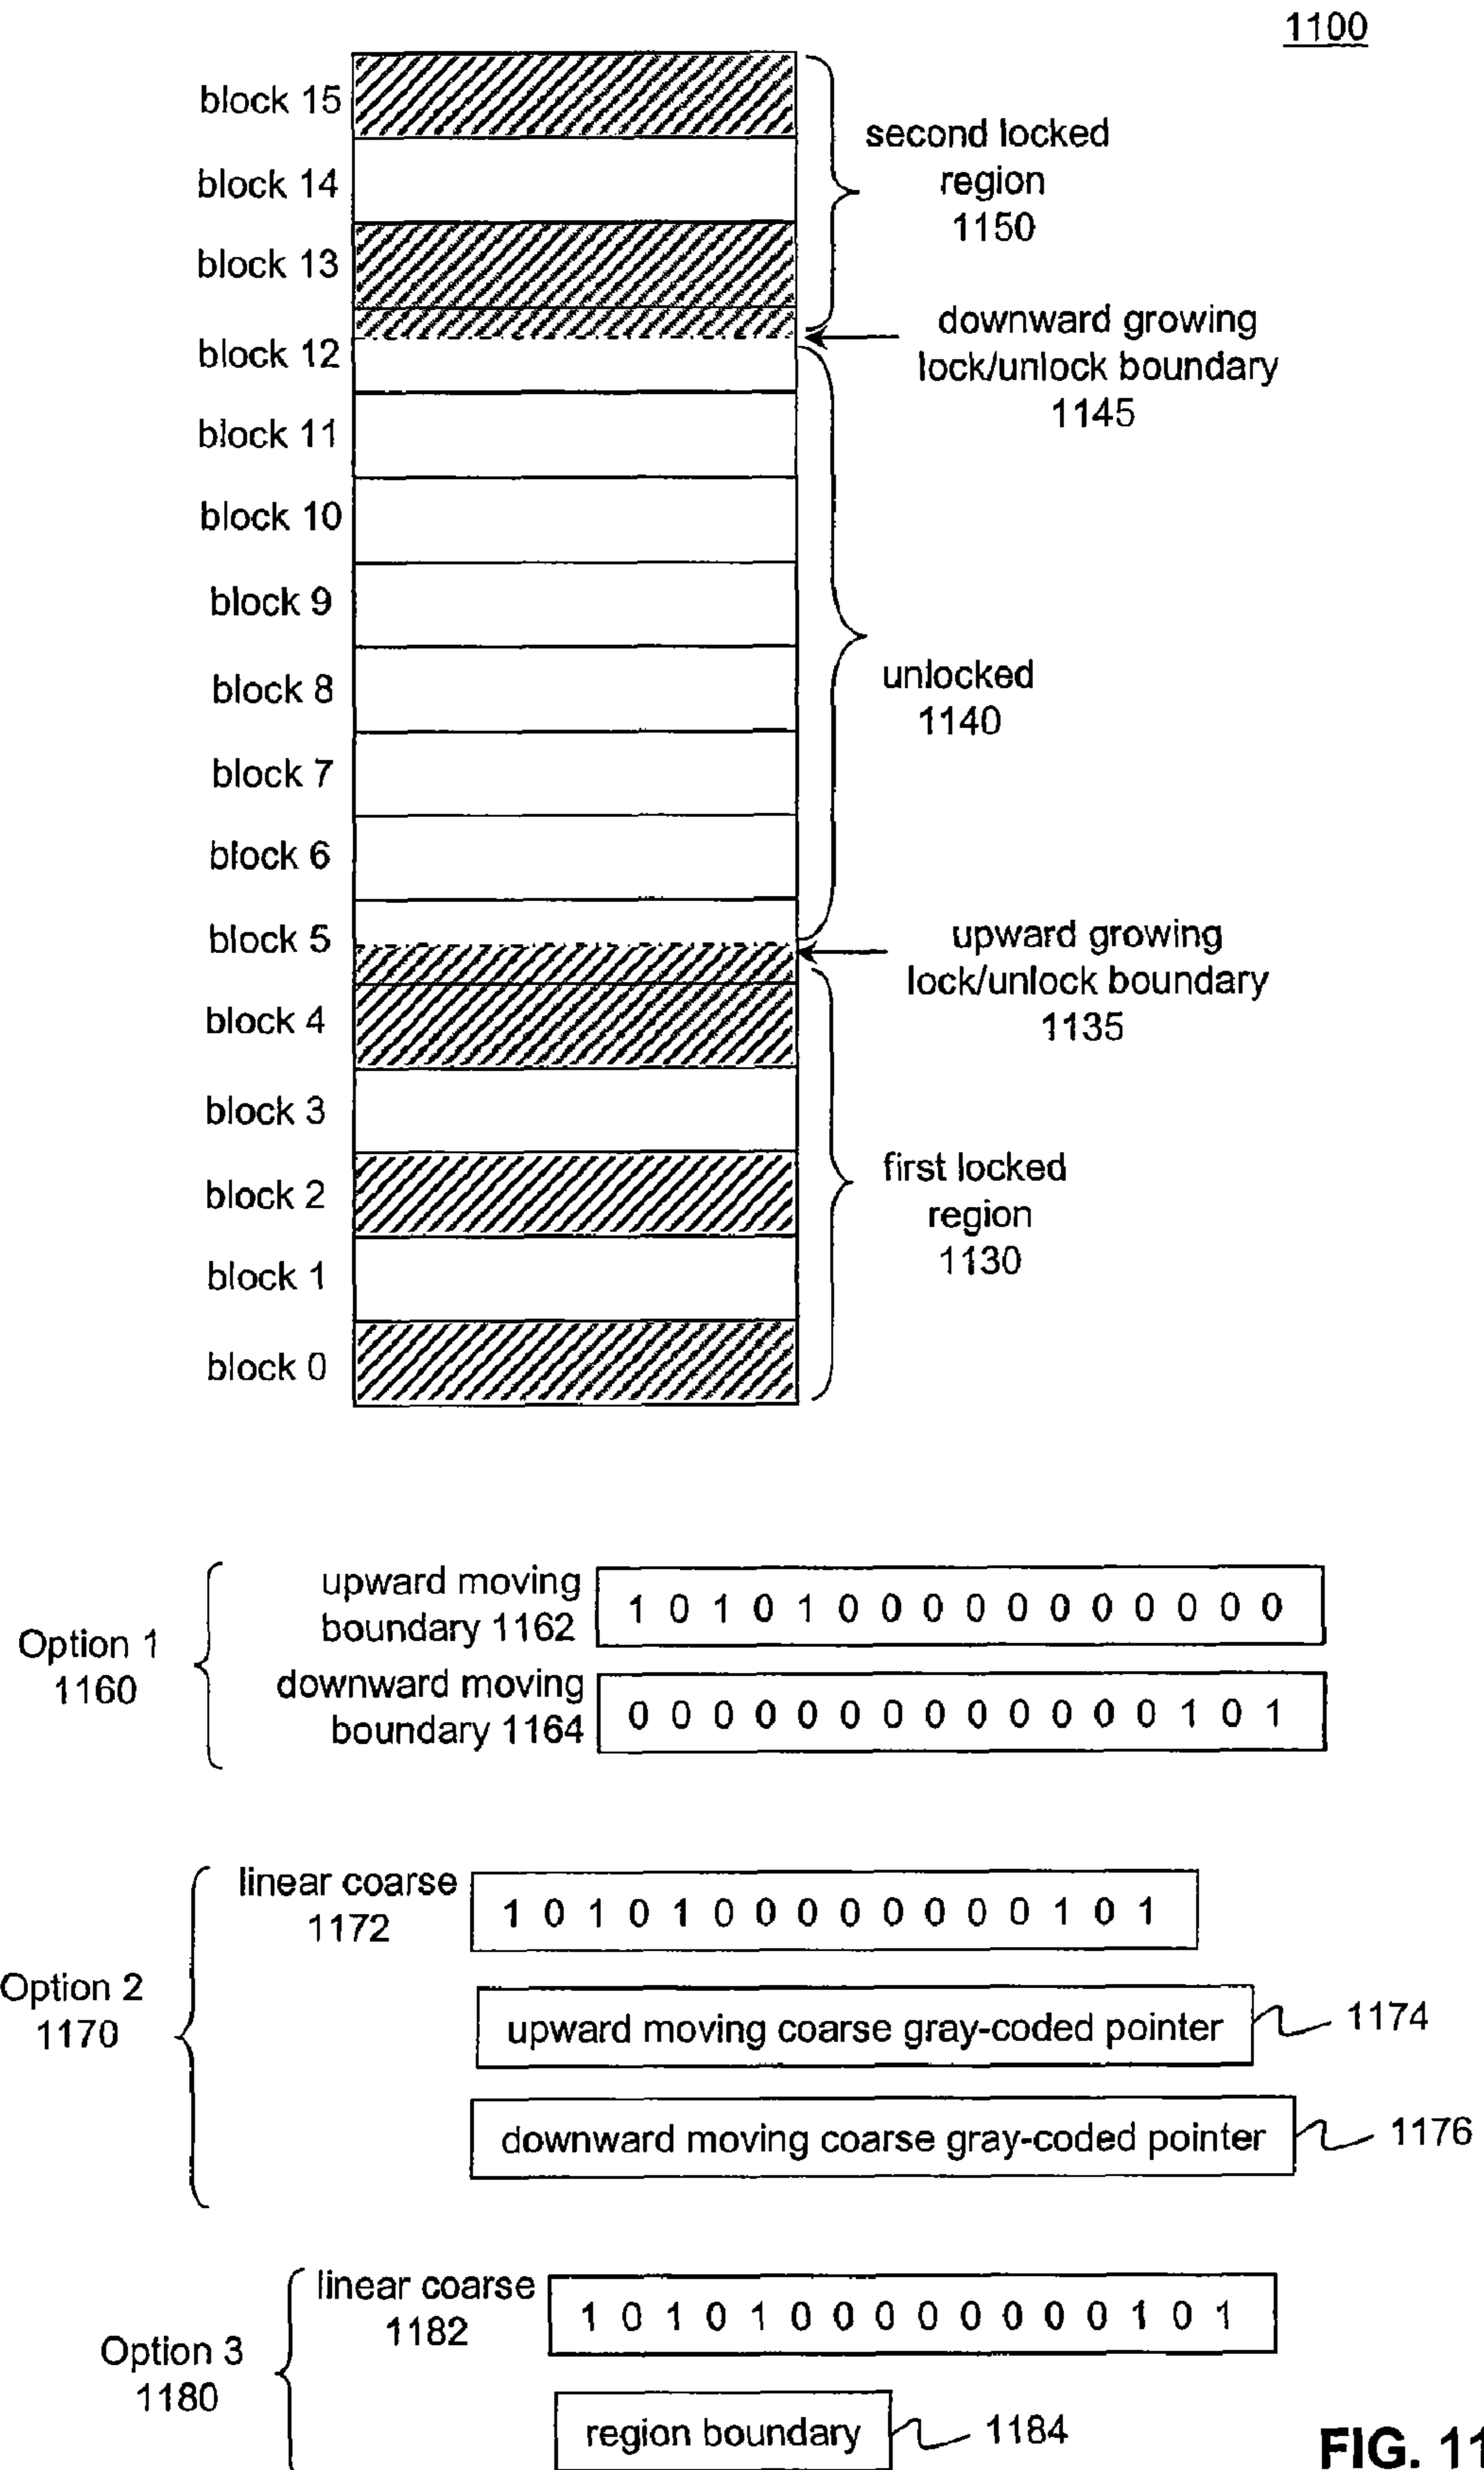 1100
block 15
block 14
block 13
block 12
block 11
block 10
block 9
block 8
block 7
block 6
block 5
block 4
block 3
block 2
block 1
block 0
second locked
region
1150
downward growing
lock/unlock boundary
1145
unlocked
1140
upward growing
lock/unlock boundary
1135
first locked
region
1130
Option 1
1160
upward moving
boundary 1162
1 0 1 0 1 0 0 0 0 0 0 0 0 0 0 0
downward moving
boundary 1164
0 0 0 0 0 0 0 0 0 0 0 0 0 1 0 1
Option 2
1170
linear coarse
1172
1 0 1 0 1 0 0 0 0 0 0 0 0 1 0 1
upward moving coarse gray-coded pointer
1174
downward moving coarse gray-coded pointer
1176
Option 3
1180
linear coarse
1182
1 0 1 0 1 0 0 0 0 0 0 0 0 1 0 1
region boundary
1184
FIG. 11